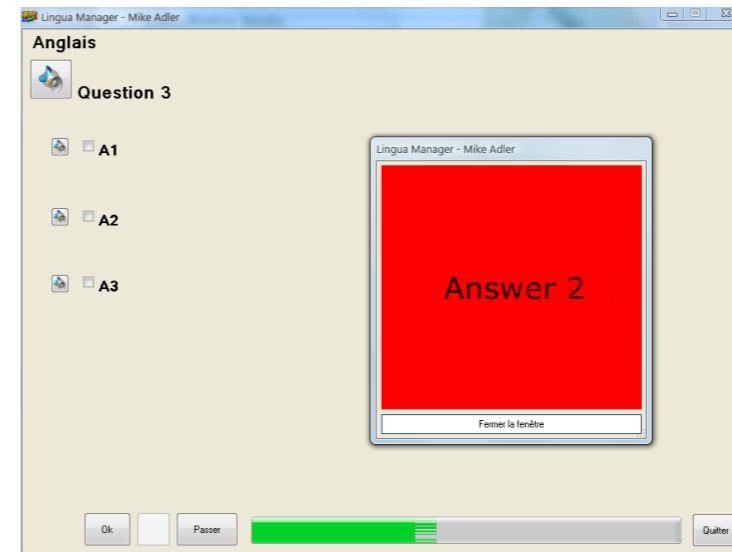 Lingua Manager - Mike Adler
Anglais
Question 3
A1
A2
A3
Lingua Manager - Mike Adler
Answer 2
Fermer la fenêtre
Ok
Passer
Quitter